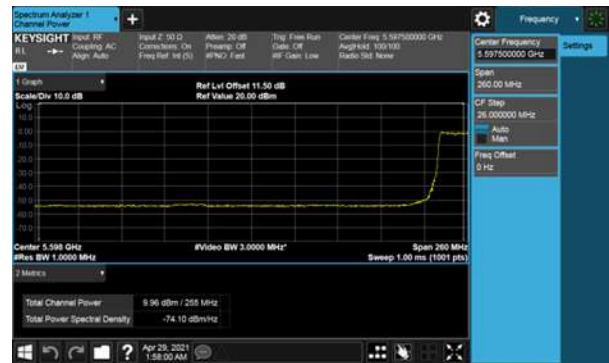 Spectrum Analyzer 1
Channel Power
Frequency
KEYSIGHT
Input: RF
Coupling: AC
Align: Auto
Input Z: 50 Ω
Corrections: On
Freq Ref: Int (S)
Atten: 20 dB
Preamp: Off
#PNO: Fast
Trig: Free Run
Gate: Off
#IF Gain: Low
Center Freq: 5.597500000 GHz
Avg|Hold: 100/100
Radio Std: None
Center Frequency
5.597500000 GHz
Settings
Span
260.00 MHz
CF Step
26.000000 MHz
Auto
Man
Freq Offset
0 Hz
1 Graph
Scale/Div 10.0 dB
Ref Lvl Offset 11.50 dB
Ref Value 20.00 dBm
Log
10.0
0.00
-10.0
-20.0
-30.0
-40.0
-50.0
-60.0
-70.0
Center 5.598 GHz
#Res BW 1.0000 MHz
#Video BW 3.0000 MHz*
Span 260 MHz
Sweep 1.00 ms (1001 pts)
2 Metrics
Total Channel Power
9.96 dBm / 255 MHz
Total Power Spectral Density
-74.10 dBm/Hz
?
Apr 29, 2021
1:58:00 AM